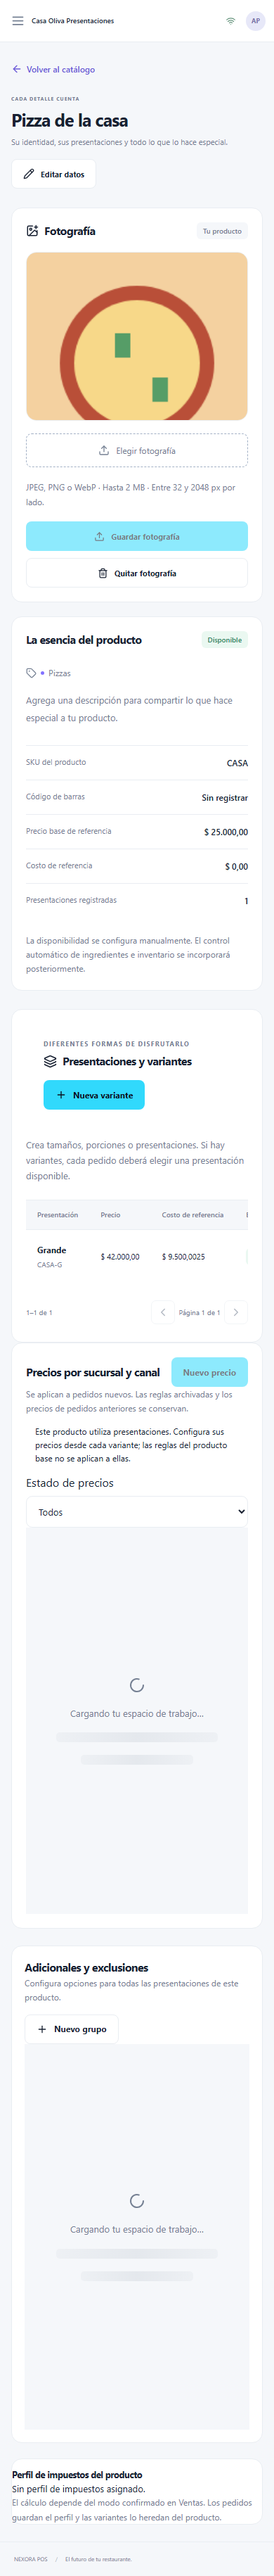 Casa Oliva Presentaciones
AP
Volver al catálogo
CADA DETALLE CUENTA
Pizza de la casa
Su identidad, sus presentaciones y todo lo que lo hace especial.
Editar datos
Fotografía
Tu producto
Elegir fotografía
JPEG, PNG o WebP · Hasta 2 MB · Entre 32 y 2048 px por
lado.
Guardar fotografía
Quitar fotografía
La esencia del producto
Disponible
Pizzas
Agrega una descripción para compartir lo que hace
especial a tu producto.
SKU del producto
CASA
Código de barras
Sin registrar
Precio base de referencia
$ 25.000,00
Costo de referencia
$ 0,00
Presentaciones registradas
1
La disponibilidad se configura manualmente. El control
automático de ingredientes e inventario se incorporará
posteriormente.
DIFERENTES FORMAS DE DISFRUTARLO
Presentaciones y variantes
Nueva variante
Crea tamaños, porciones o presentaciones. Si hay
variantes, cada pedido deberá elegir una presentación
disponible.
Presentación Precio Costo de referencia
Grande
CASA-G
$ 42.000,00
$ 9.500,0025
1–1 de 1
Página 1 de 1
Precios por sucursal y canal
Nuevo precio
Se aplican a pedidos nuevos. Las reglas archivadas y los
precios de pedidos anteriores se conservan.
Este producto utiliza presentaciones. Configura sus
precios desde cada variante; las reglas del producto
base no se aplican a ellas.
Estado de precios
Todos
Cargando tu espacio de trabajo...
Adicionales y exclusiones
Configura opciones para todas las presentaciones de este
producto.
Nuevo grupo
Cargando tu espacio de trabajo...
Perfil de impuestos del producto
Sin perfil de impuestos asignado.
El cálculo depende del modo confirmado en Ventas. Los pedidos
guardan el perfil y las variantes lo heredan del producto.
NEXORA POS / El futuro de tu restaurante.